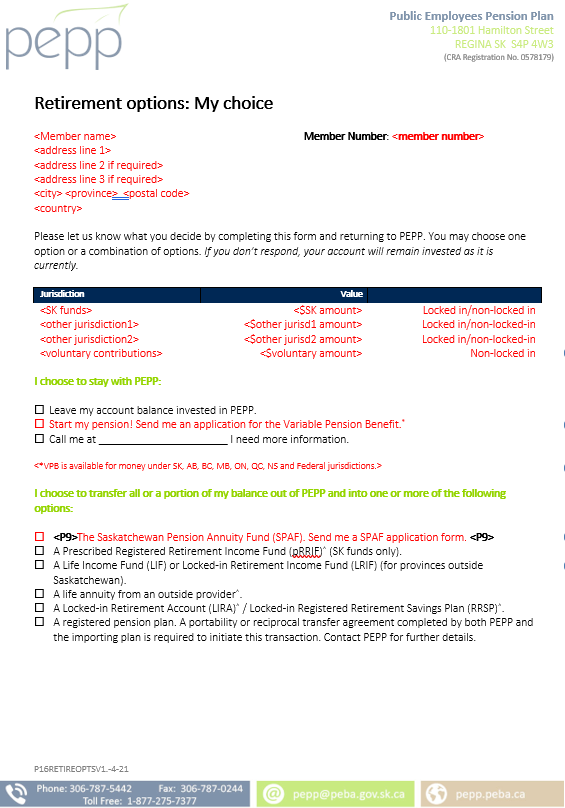 pepp
Public Employees Pension Plan
110-1801 Hamilton Street
REGINA SK  S4P 4W3
(CRA Registration No. 0578179)
Retirement options: My choice
<Member name>
Member Number: <member number>
<address line 1>
<address line 2 if required>
<address line 3 if required>
<city> <province>  <postal code>
<country>
Please let us know what you decide by completing this form and returning to PEPP. You may choose one
option or a combination of options. If you don't respond, your account will remain invested as it is
currently.
Jurisdiction Value
<SK funds> <$SK amount> Locked in/non-locked in
<other jurisdiction1> <$other jurisd1 amount> Locked in/non-locked-in
<other jurisdiction2> <$other jurisd2 amount> Locked in/non-locked-in
<voluntary contributions> <$voluntary amount> Non-locked in
I choose to stay with PEPP:
☐ Leave my account balance invested in PEPP.
☐ Start my pension! Send me an application for the Variable Pension Benefit.*
☐ Call me at ______________________ I need more information.
<*VPB is available for money under SK, AB, BC, MB, ON, QC, NS and Federal jurisdictions.>
I choose to transfer all or a portion of my balance out of PEPP and into one or more of the following
options:
☐ <P9>The Saskatchewan Pension Annuity Fund (SPAF). Send me a SPAF application form. <P9>
☐ A Prescribed Registered Retirement Income Fund (pRRIF)^ (SK funds only).
☐ A Life Income Fund (LIF) or Locked-in Retirement Income Fund (LRIF) (for provinces outside
Saskatchewan).
☐ A life annuity from an outside provider^.
☐ A Locked-in Retirement Account (LIRA)^ / Locked-in Registered Retirement Savings Plan (RRSP)^.
☐ A registered pension plan. A portability or reciprocal transfer agreement completed by both PEPP and
the importing plan is required to initiate this transaction. Contact PEPP for further details.
P16RETIREOPTSV1.-4-21
Phone: 306-787-5442 Fax: 306-787-0244
Toll Free: 1-877-275-7377
pepp@peba.gov.sk.ca
pepp.peba.ca